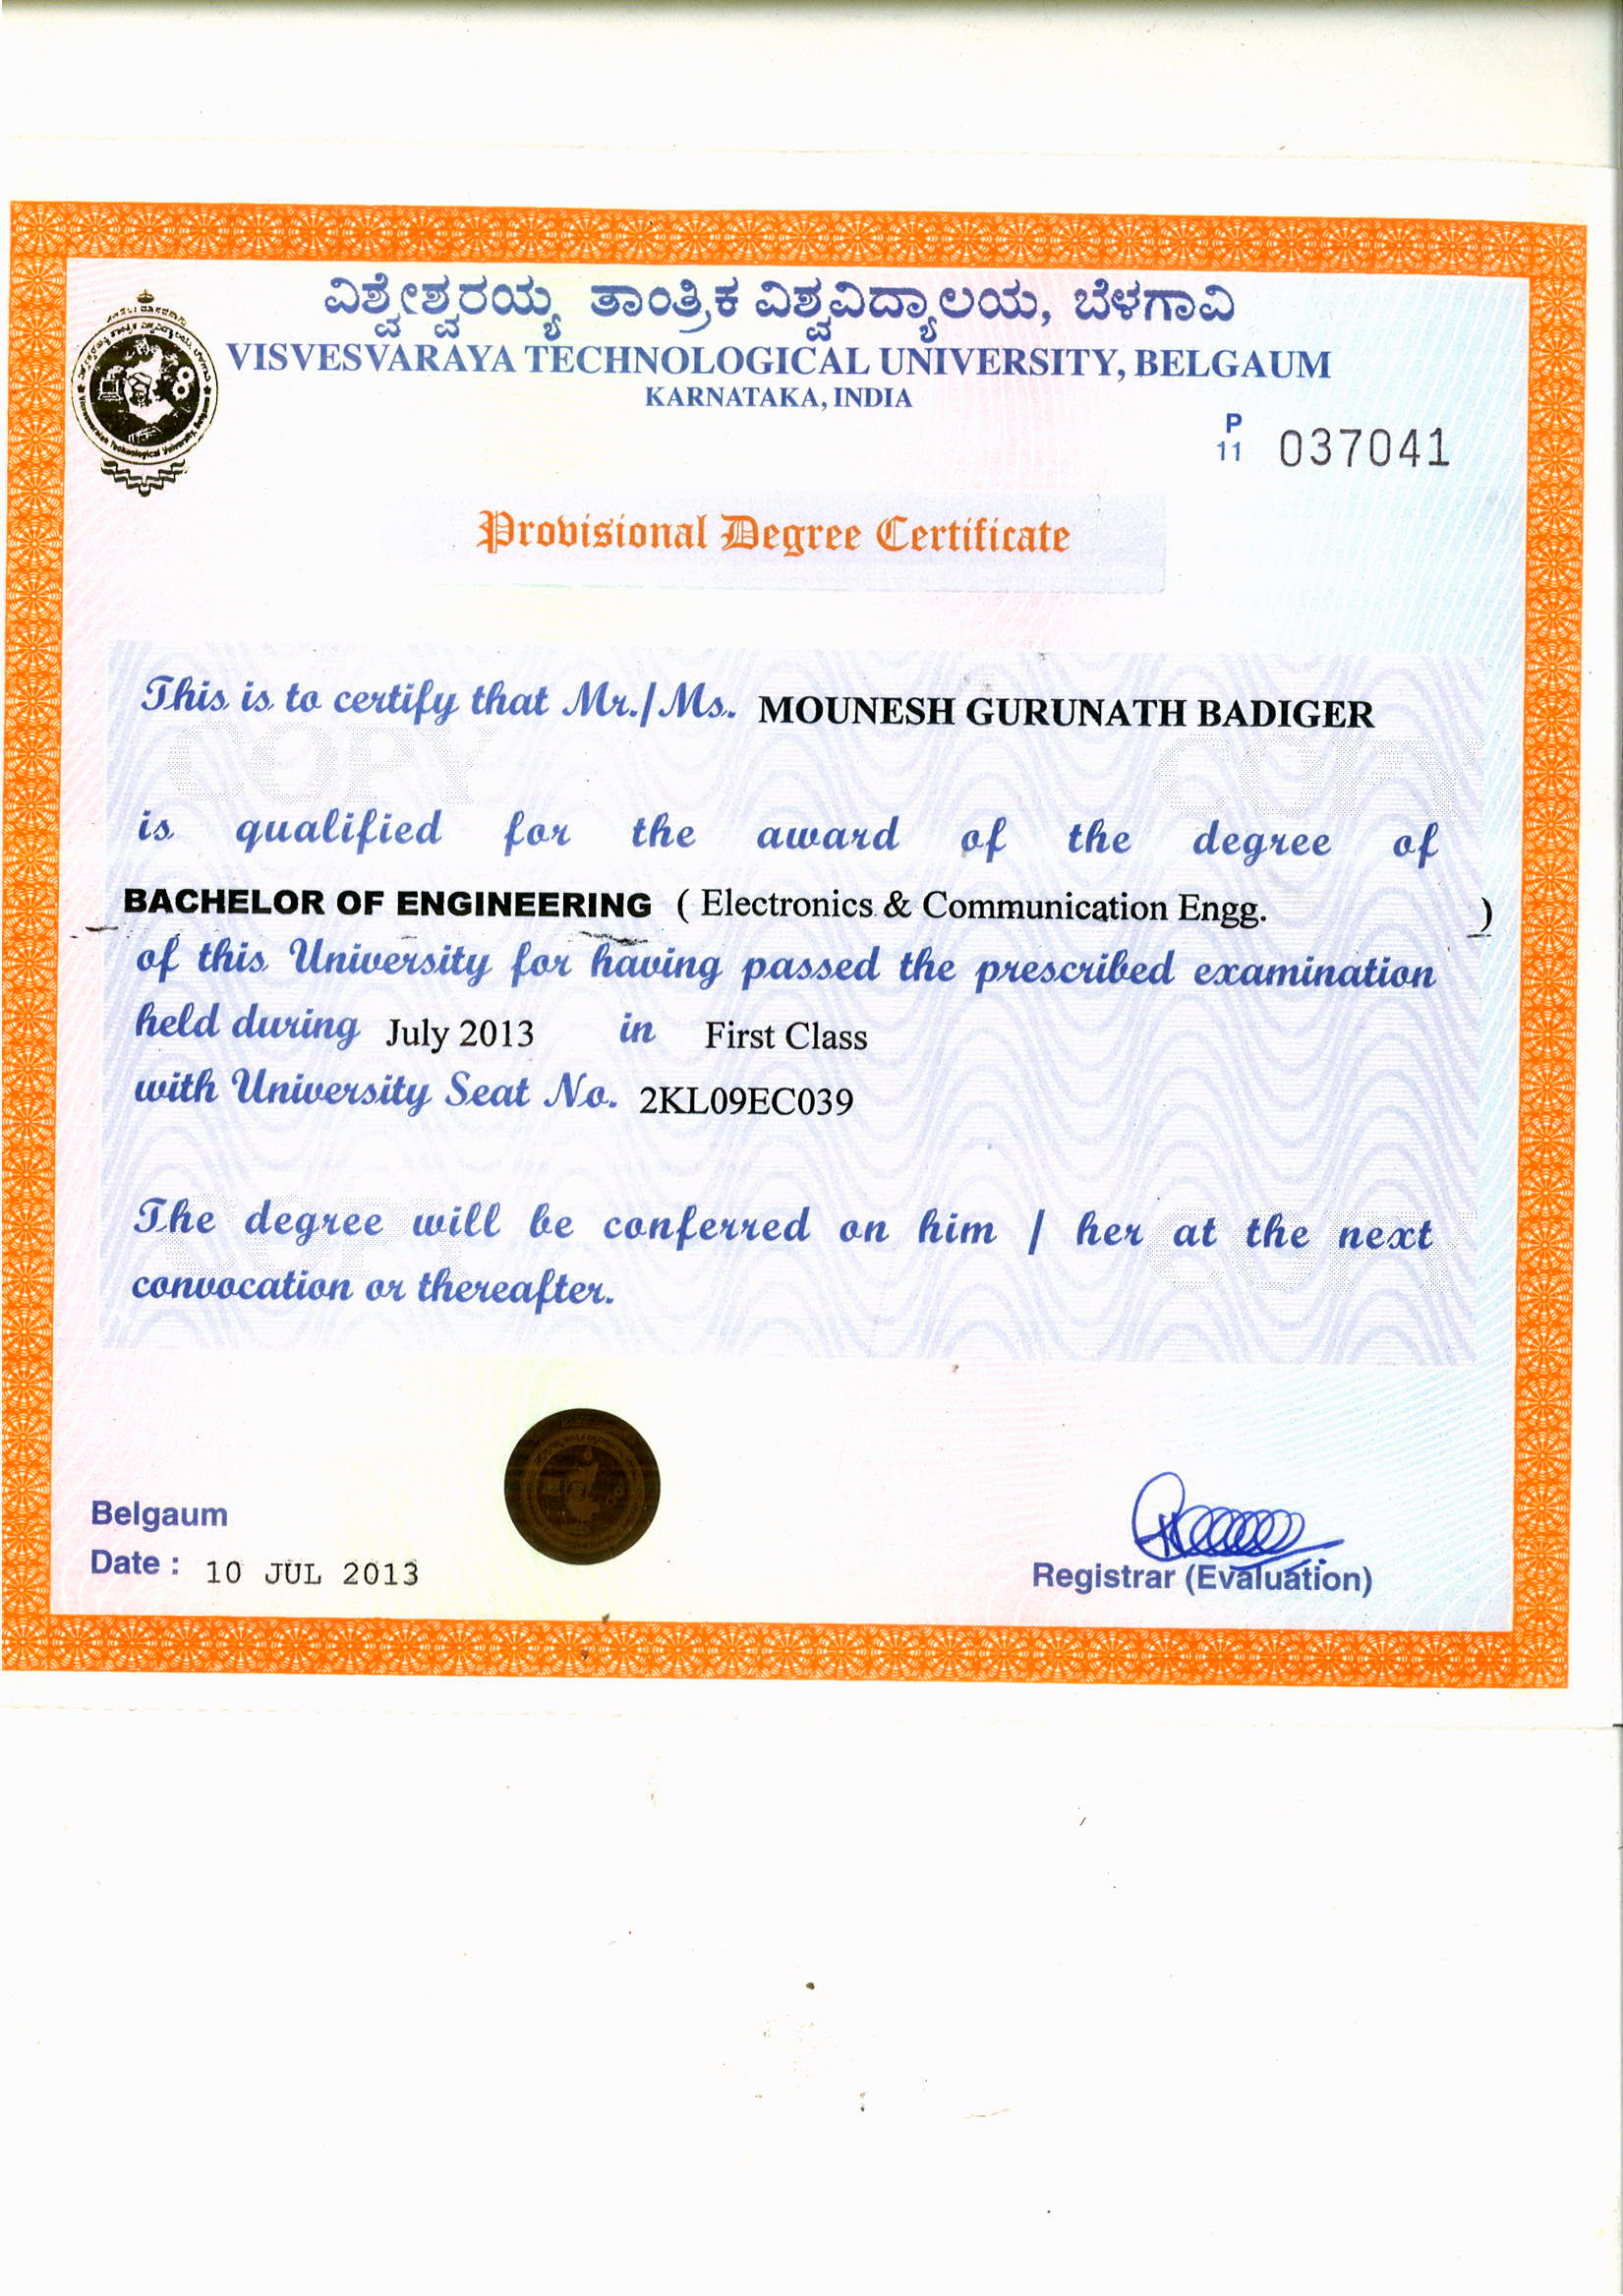 ವಿಶ್ವೇಶ್ವರಯ್ಯ ತಾಂತ್ರಿಕ ವಿಶ್ವವಿದ್ಯಾಲಯ, ಬೆಳಗಾವಿ
VISVESVARAYA TECHNOLOGICAL UNIVERSITY, BELGAUM
KARNATAKA, INDIA
P
11 037041
Provisional Degree Certificate
This is to certify that Mr./Ms. MOUNESH GURUNATH BADIGER
COPY COPY
is qualified for the award of the degree of
BACHELOR OF ENGINEERING ( Electronics & Communication Engg. )
of this University for having passed the prescribed examination
held during July 2013 in First Class
with University Seat No. 2KL09EC039
The degree will be conferred on him / her at the next
convocation or thereafter.
Belgaum
Date : 10 JUL 2013
Registrar (Evaluation)